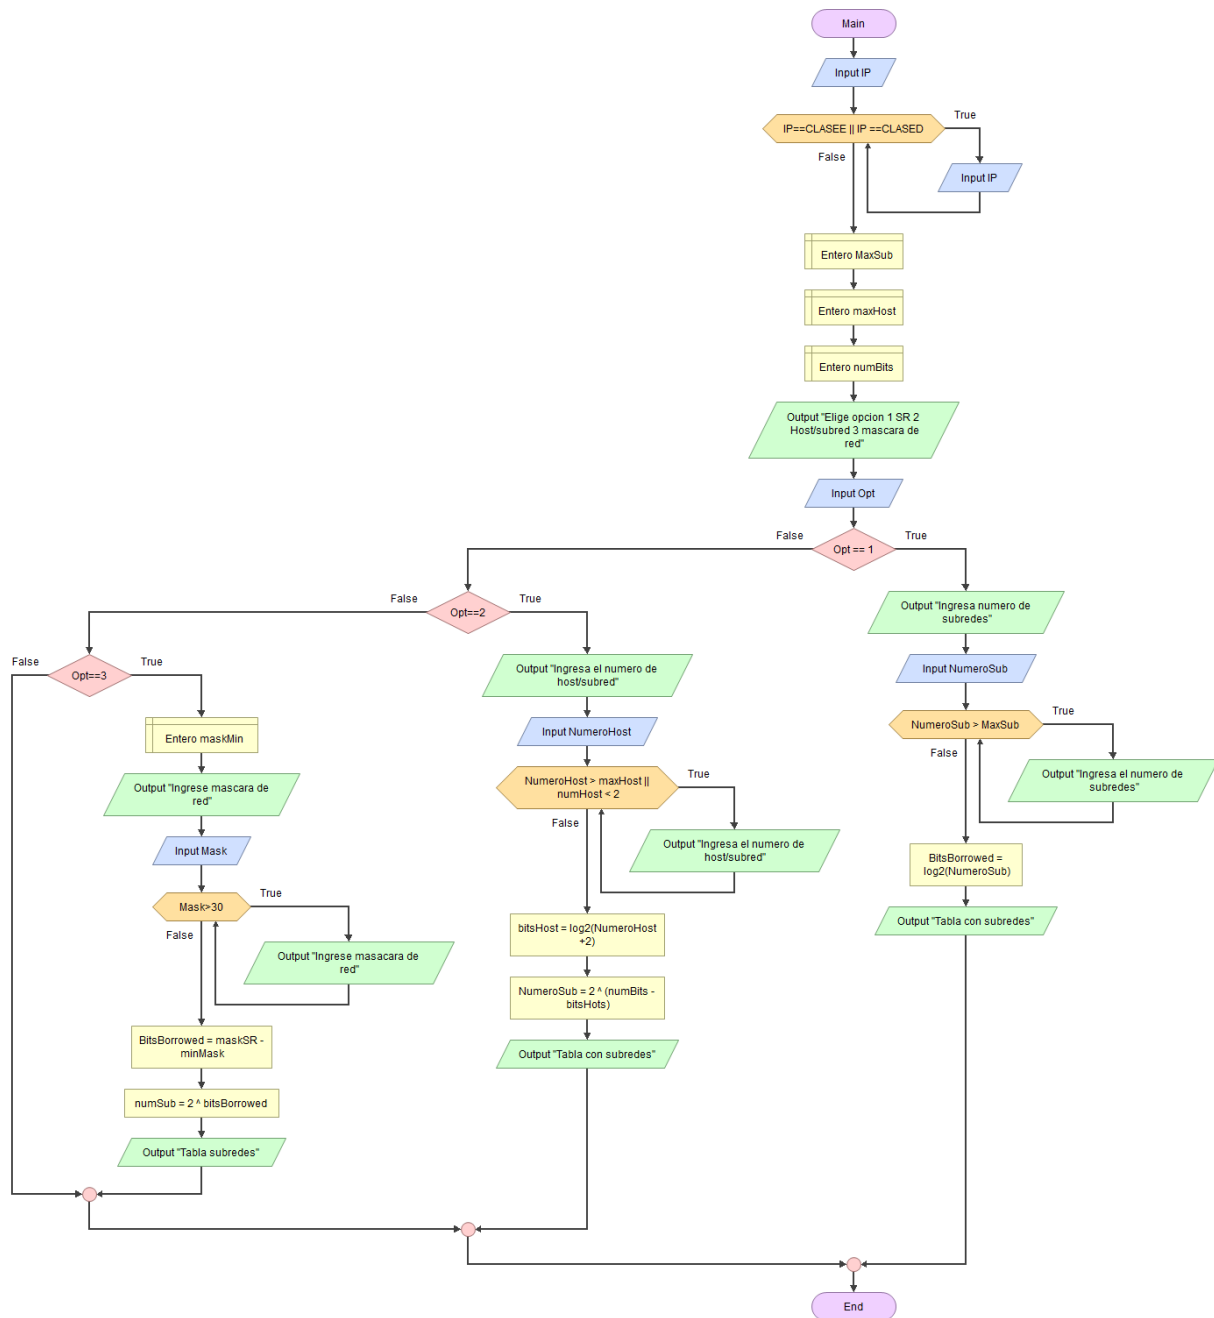 Main
Input IP
IP==CLASEE || IP ==CLASED
True
False
Input IP
Entero MaxSub
Entero maxHost
Entero numBits
Output "Elige opcion 1 SR 2
Host/subred 3 mascara de
red"
Input Opt
False
Opt == 1
True
False
Opt==2
True
Output "Ingresa numero de
subredes"
False
Opt==3
True
Output "Ingresa el numero de
host/subred"
Input NumeroSub
Entero maskMin
Input NumeroHost
NumeroSub > MaxSub
True
False
Output "Ingrese mascara de
red"
NumeroHost > maxHost ||
numHost < 2
True
False
Output "Ingresa el numero de
subredes"
Input Mask
Output "Ingresa el numero de
host/subred"
BitsBorrowed =
log2(NumeroSub)
Mask>30
True
False
Output "Tabla con subredes"
Output "Ingrese masacara de
red"
bitsHost = log2(NumeroHost
+2)
NumeroSub = 2 ^ (numBits -
bitsHots)
BitsBorrowed = maskSR -
minMask
Output "Tabla con subredes"
numSub = 2 ^ bitsBorrowed
Output "Tabla subredes"
End